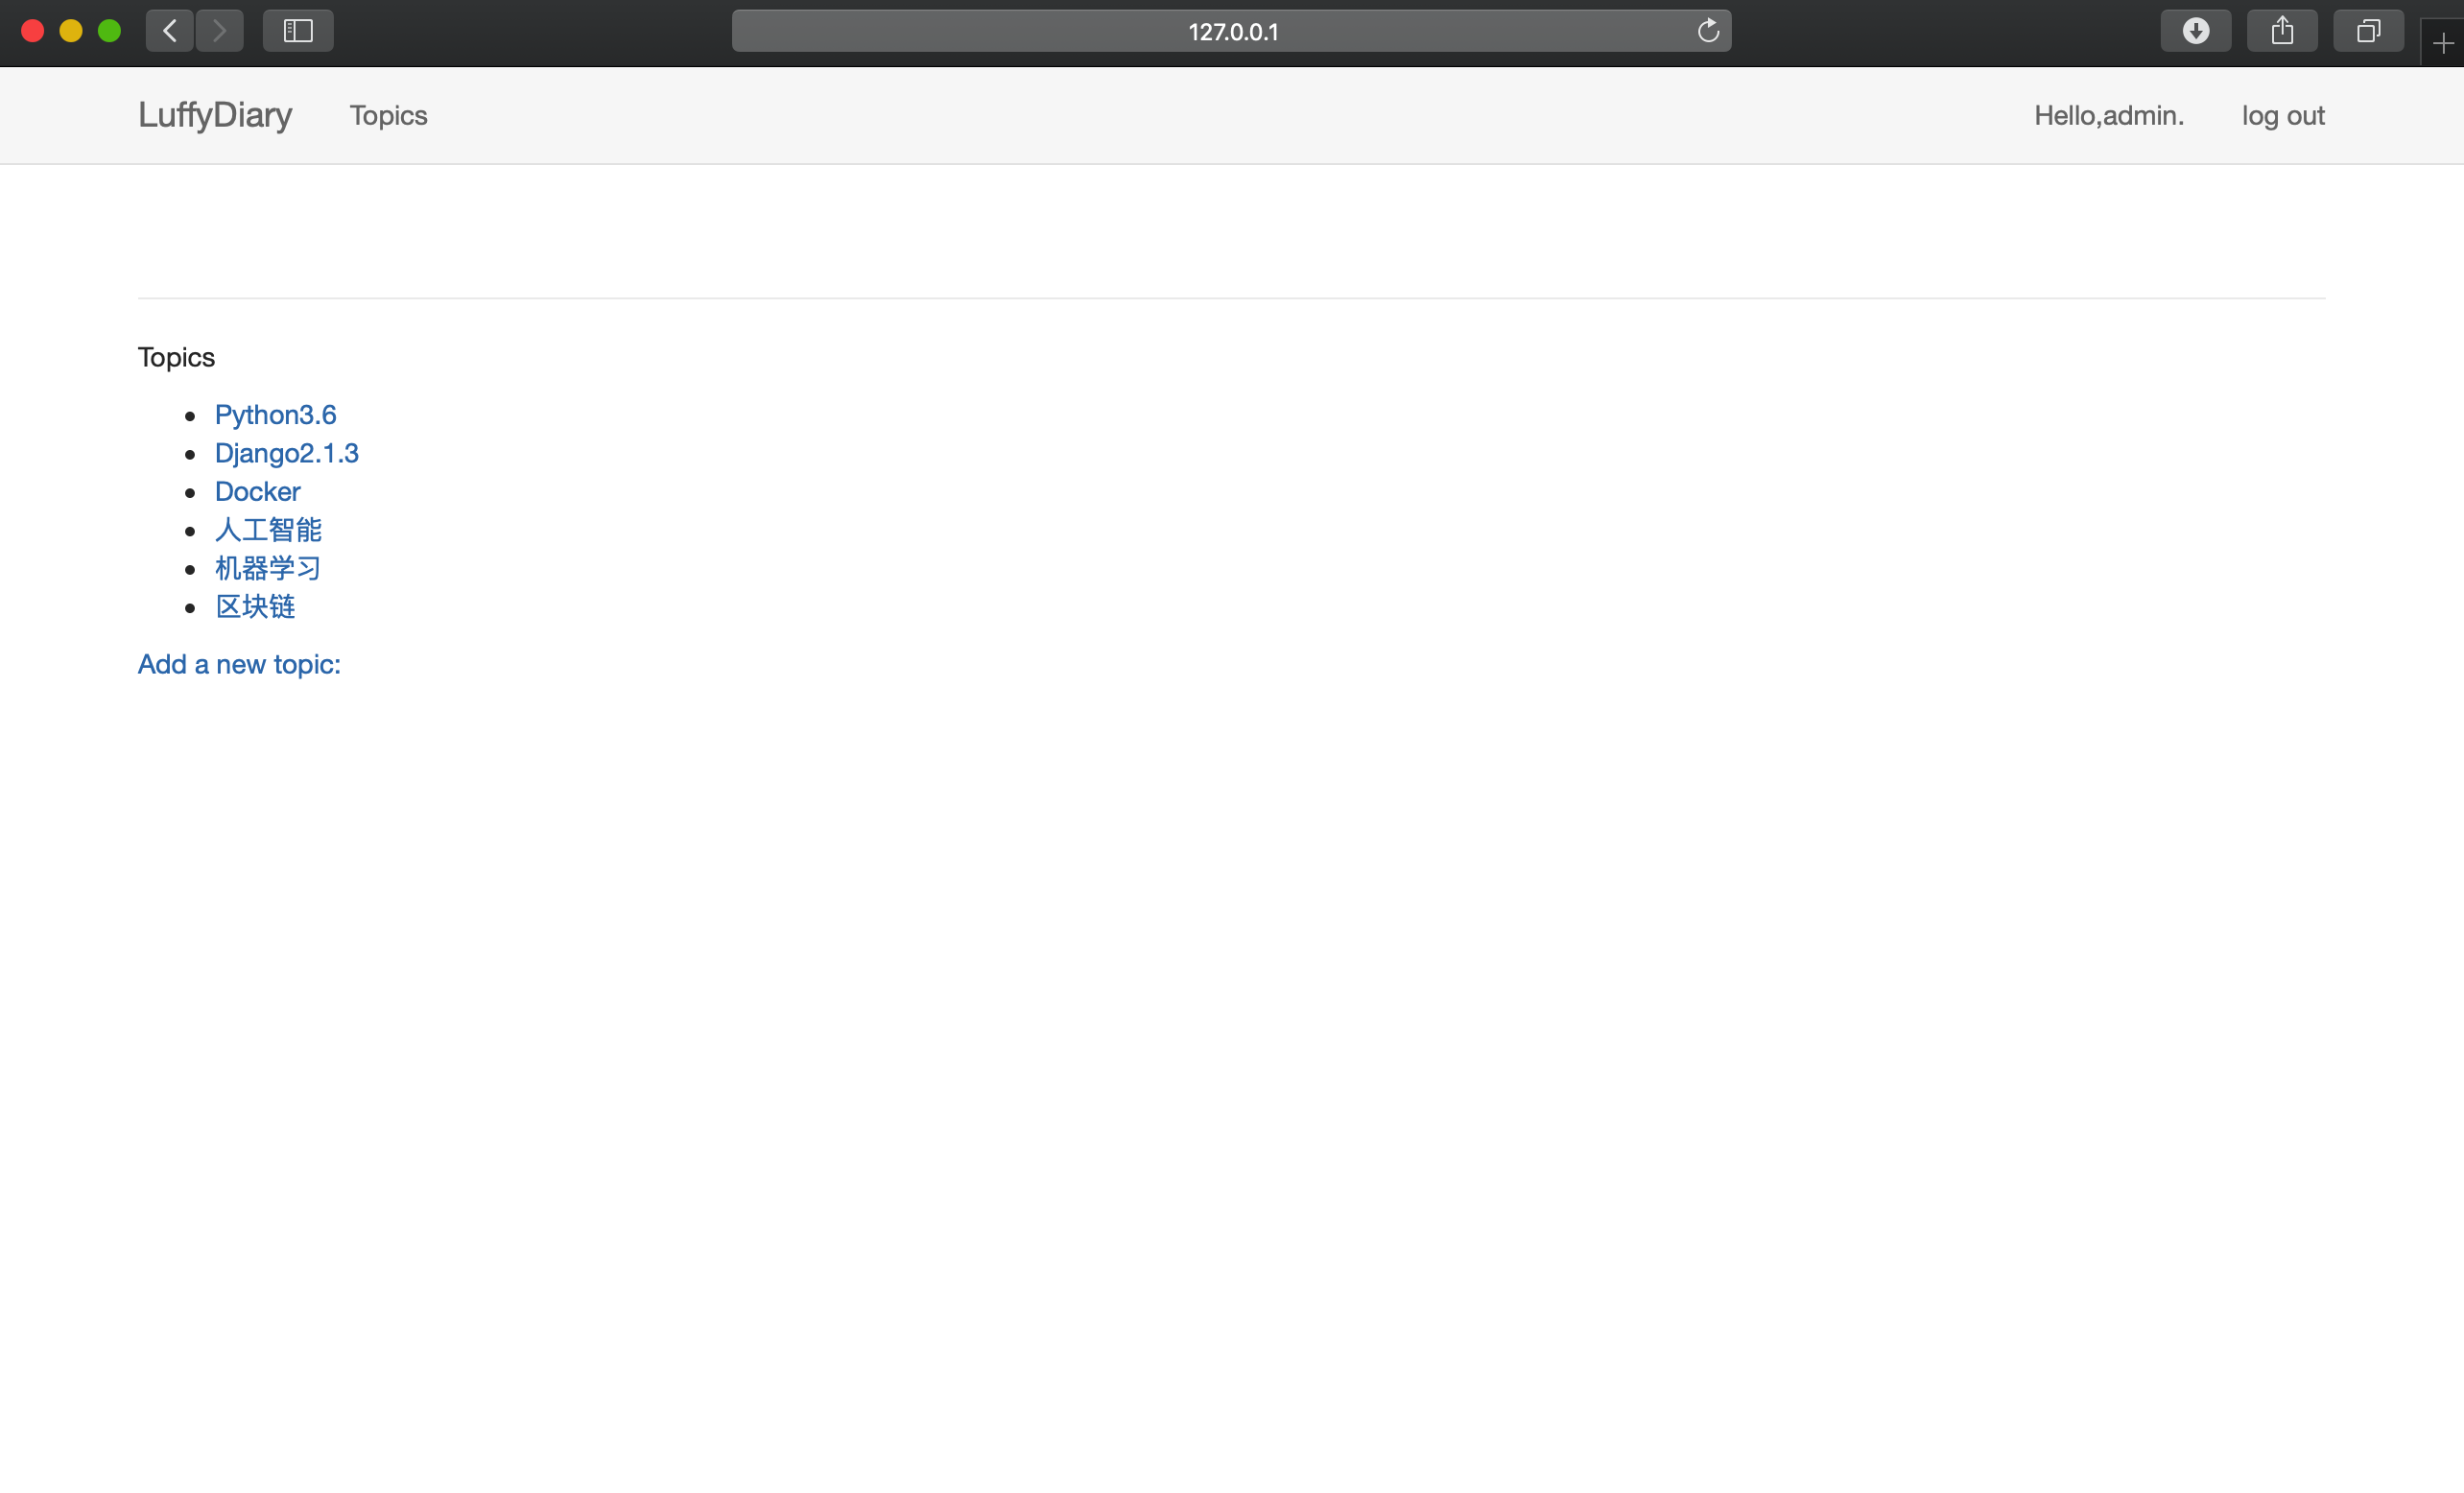 127.0.0.1
LuffyDiary Topics Hello,admin. log out
Topics
Python3.6
Django2.1.3
Docker
人工智能
机器学习
区块链
Add a new topic: